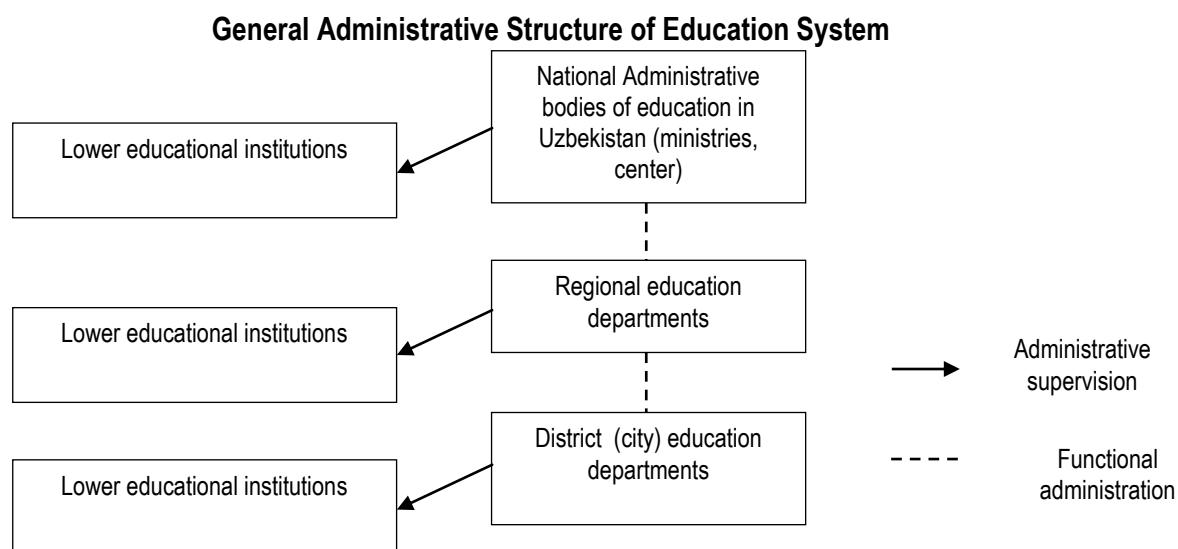 General Administrative Structure of Education System
National Administrative
bodies of education in
Uzbekistan (ministries,
center)
Lower educational institutions
Regional education
departments
Lower educational institutions
Administrative
supervision
District (city) education
departments
Lower educational institutions
Functional
administration